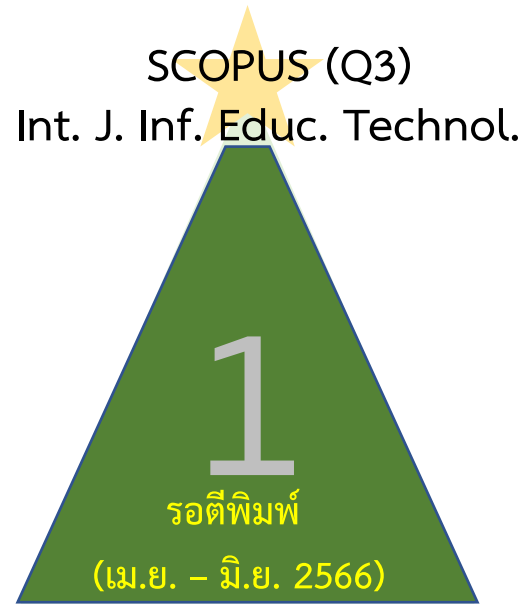 SCOPUS (Q3)
Int. J. Inf. Educ. Technol.
1
รอตีพิมพ์
(เม.ย. – มิ.ย. 2566)